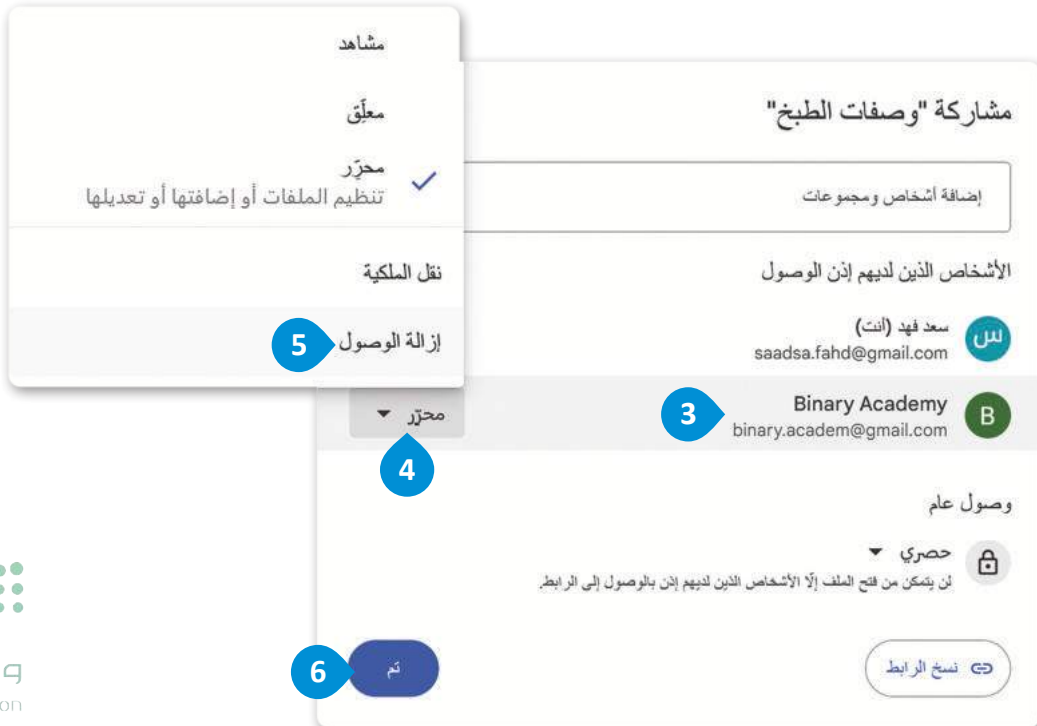 مشاهد
معلِّق
محرِّر
تنظيم الملفات أو إضافتها أو تعديلها
نقل الملكية
إزالة الوصول
5
مشاركة "وصفات الطبخ"
إضافة أشخاص ومجموعات
الأشخاص الذين لديهم إذن الوصول
س
سعد فهد (أنت)
saadsa.fahd@gmail.com
B
Binary Academy
binary.academ@gmail.com
3
محرّر
4
وصول عام
حصري
لن يتمكن من فتح الملف إلّا الأشخاص الذين لديهم إذن بالوصول إلى الرابط.
نسخ الرابط
تم
6
on